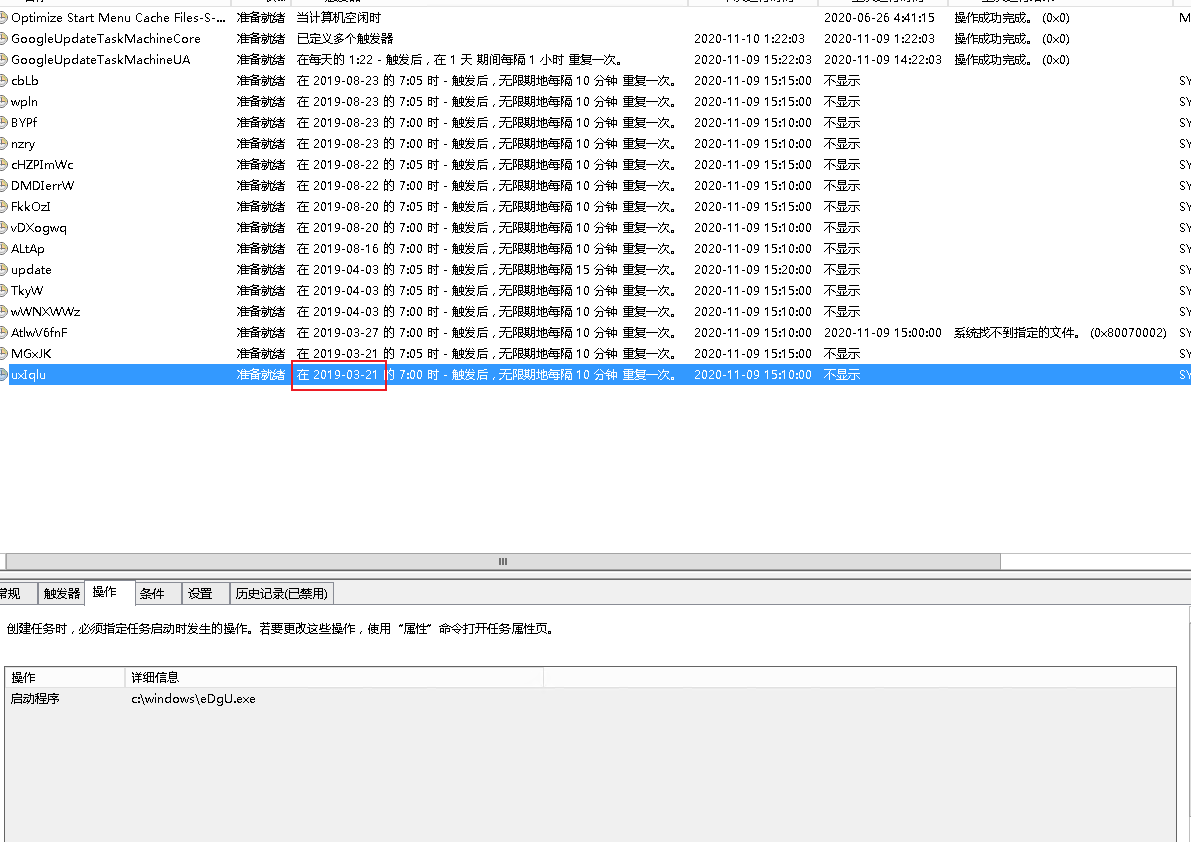 Optimize Start Menu Cache Files-S-... 准备就绪 当计算机空闲时 2020-06-26 4:41:15 操作成功完成。 (0x0) M
GoogleUpdateTaskMachineCore 准备就绪 已定义多个触发器 2020-11-10 1:22:03 2020-11-09 1:22:03 操作成功完成。 (0x0)
GoogleUpdateTaskMachineUA 准备就绪 在每天的 1:22 - 触发后，在 1 天 期间每隔 1 小时 重复一次。 2020-11-09 15:22:03 2020-11-09 14:22:03 操作成功完成。 (0x0)
cbLb 准备就绪 在 2019-08-23 的 7:05 时 - 触发后，无限期地每隔 10 分钟 重复一次。 2020-11-09 15:15:00 不显示 SY
wpln 准备就绪 在 2019-08-23 的 7:05 时 - 触发后，无限期地每隔 10 分钟 重复一次。 2020-11-09 15:15:00 不显示 SY
BYPf 准备就绪 在 2019-08-23 的 7:00 时 - 触发后，无限期地每隔 10 分钟 重复一次。 2020-11-09 15:10:00 不显示 SY
nzry 准备就绪 在 2019-08-23 的 7:00 时 - 触发后，无限期地每隔 10 分钟 重复一次。 2020-11-09 15:10:00 不显示 SY
cHZPImWc 准备就绪 在 2019-08-22 的 7:05 时 - 触发后，无限期地每隔 10 分钟 重复一次。 2020-11-09 15:15:00 不显示 SY
DMDIerrW 准备就绪 在 2019-08-22 的 7:00 时 - 触发后，无限期地每隔 10 分钟 重复一次。 2020-11-09 15:10:00 不显示 SY
FkkOzI 准备就绪 在 2019-08-20 的 7:05 时 - 触发后，无限期地每隔 10 分钟 重复一次。 2020-11-09 15:15:00 不显示 SY
vDXogwq 准备就绪 在 2019-08-20 的 7:00 时 - 触发后，无限期地每隔 10 分钟 重复一次。 2020-11-09 15:10:00 不显示 SY
ALtAp 准备就绪 在 2019-08-16 的 7:00 时 - 触发后，无限期地每隔 10 分钟 重复一次。 2020-11-09 15:10:00 不显示 SY
update 准备就绪 在 2019-04-03 的 7:05 时 - 触发后，无限期地每隔 15 分钟 重复一次。 2020-11-09 15:20:00 不显示 SY
TkyW 准备就绪 在 2019-04-03 的 7:05 时 - 触发后，无限期地每隔 10 分钟 重复一次。 2020-11-09 15:15:00 不显示 SY
wWNXWWz 准备就绪 在 2019-04-03 的 7:00 时 - 触发后，无限期地每隔 10 分钟 重复一次。 2020-11-09 15:10:00 不显示 SY
AtlwV6fnF 准备就绪 在 2019-03-27 的 7:00 时 - 触发后，无限期地每隔 10 分钟 重复一次。 2020-11-09 15:10:00 2020-11-09 15:00:00 系统找不到指定的文件。 (0x80070002) SY
MGxJK 准备就绪 在 2019-03-21 的 7:05 时 - 触发后，无限期地每隔 10 分钟 重复一次。 2020-11-09 15:15:00 不显示 SY
uxIqlu 准备就绪 在 2019-03-21 的 7:00 时 - 触发后，无限期地每隔 10 分钟 重复一次。 2020-11-09 15:10:00 不显示 SY
常规 触发器 操作 条件 设置 历史记录(已禁用)
创建任务时，必须指定任务启动时发生的操作。若要更改这些操作，使用“属性”命令打开任务属性页。
操作 详细信息
启动程序 c:\windows\eDgU.exe